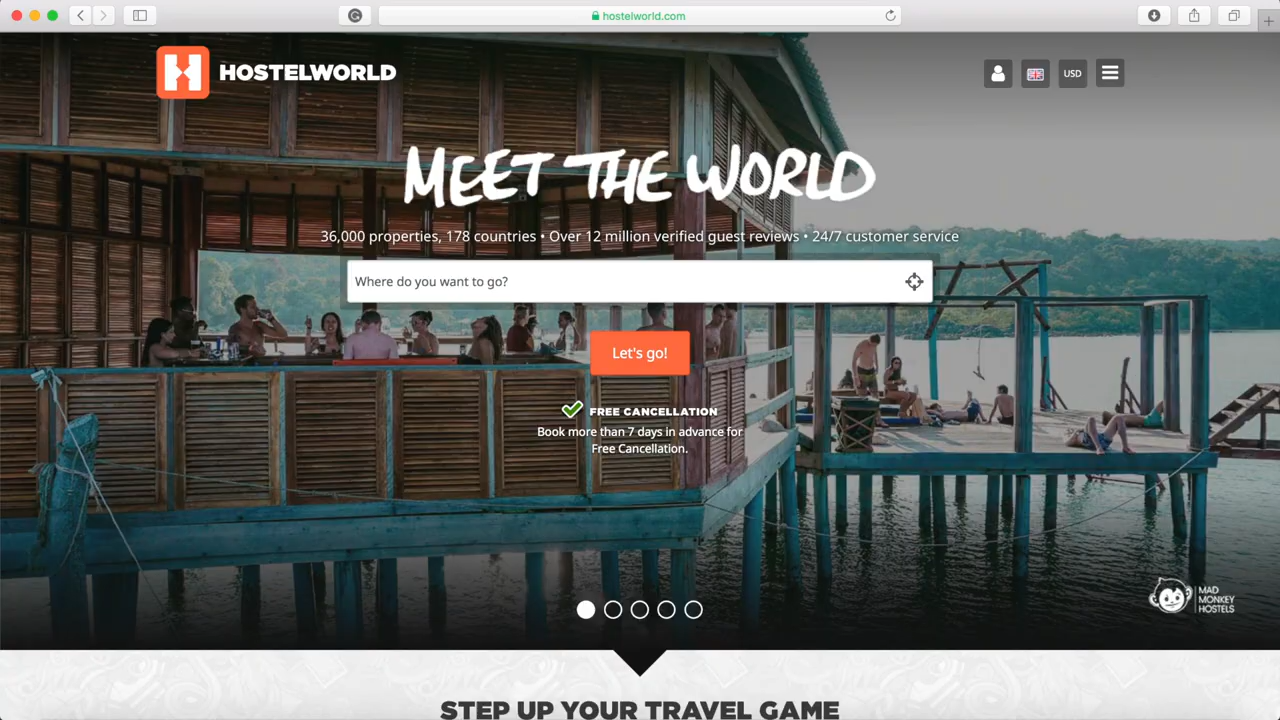 hostelworld.com
HOSTELWORLD
USD
MEET THE WORLD
36,000 properties, 178 countries • Over 12 million verified guest reviews • 24/7 customer service
Where do you want to go?
Let's go!
FREE CANCELLATION
Book more than 7 days in advance for
Free Cancellation.
MAD
MONKEY
HOSTELS
STEP UP YOUR TRAVEL GAME